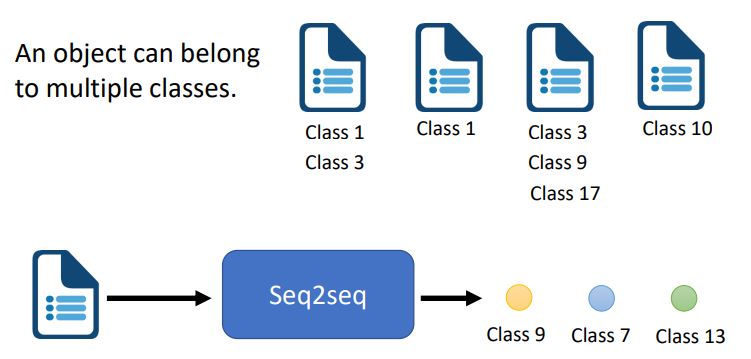 An object can belong
to multiple classes.
Class 1
Class 3
Class 1
Class 3
Class 9
Class 17
Class 10
Seq2seq
Class 9
Class 7
Class 13